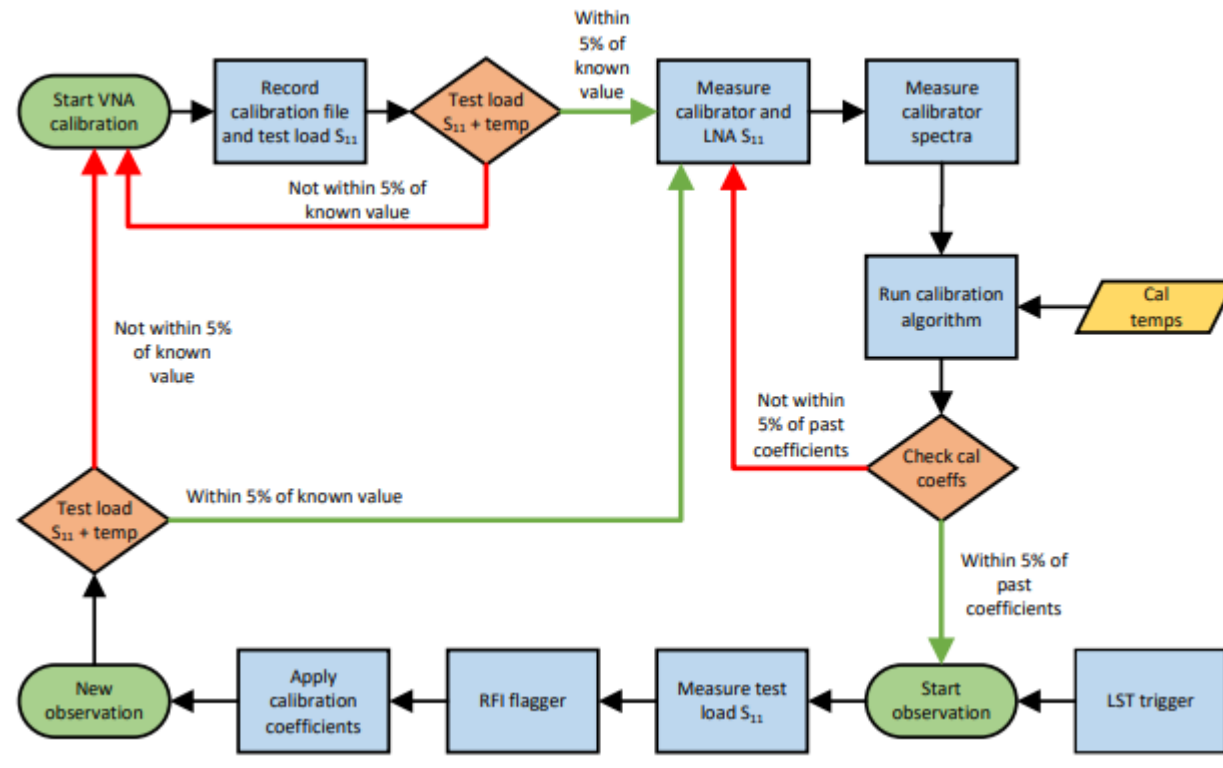 Start VNA
calibration
Record
calibration file
and test load S₁₁
Test load
S₁₁ + temp
Within
5% of
known
value
Measure
calibrator and
LNA S₁₁
Measure
calibrator
spectra
Not within 5% of
known value
Run calibration
algorithm
Cal
temps
Not within 5%
of known
value
Not within
5% of past
coefficients
Check cal
coeffs
Test load
S₁₁ + temp
Within 5% of known value
Within 5% of
past
coefficients
New
observation
Apply
calibration
coefficients
RFI flagger
Measure test
load S₁₁
Start
observation
LST trigger